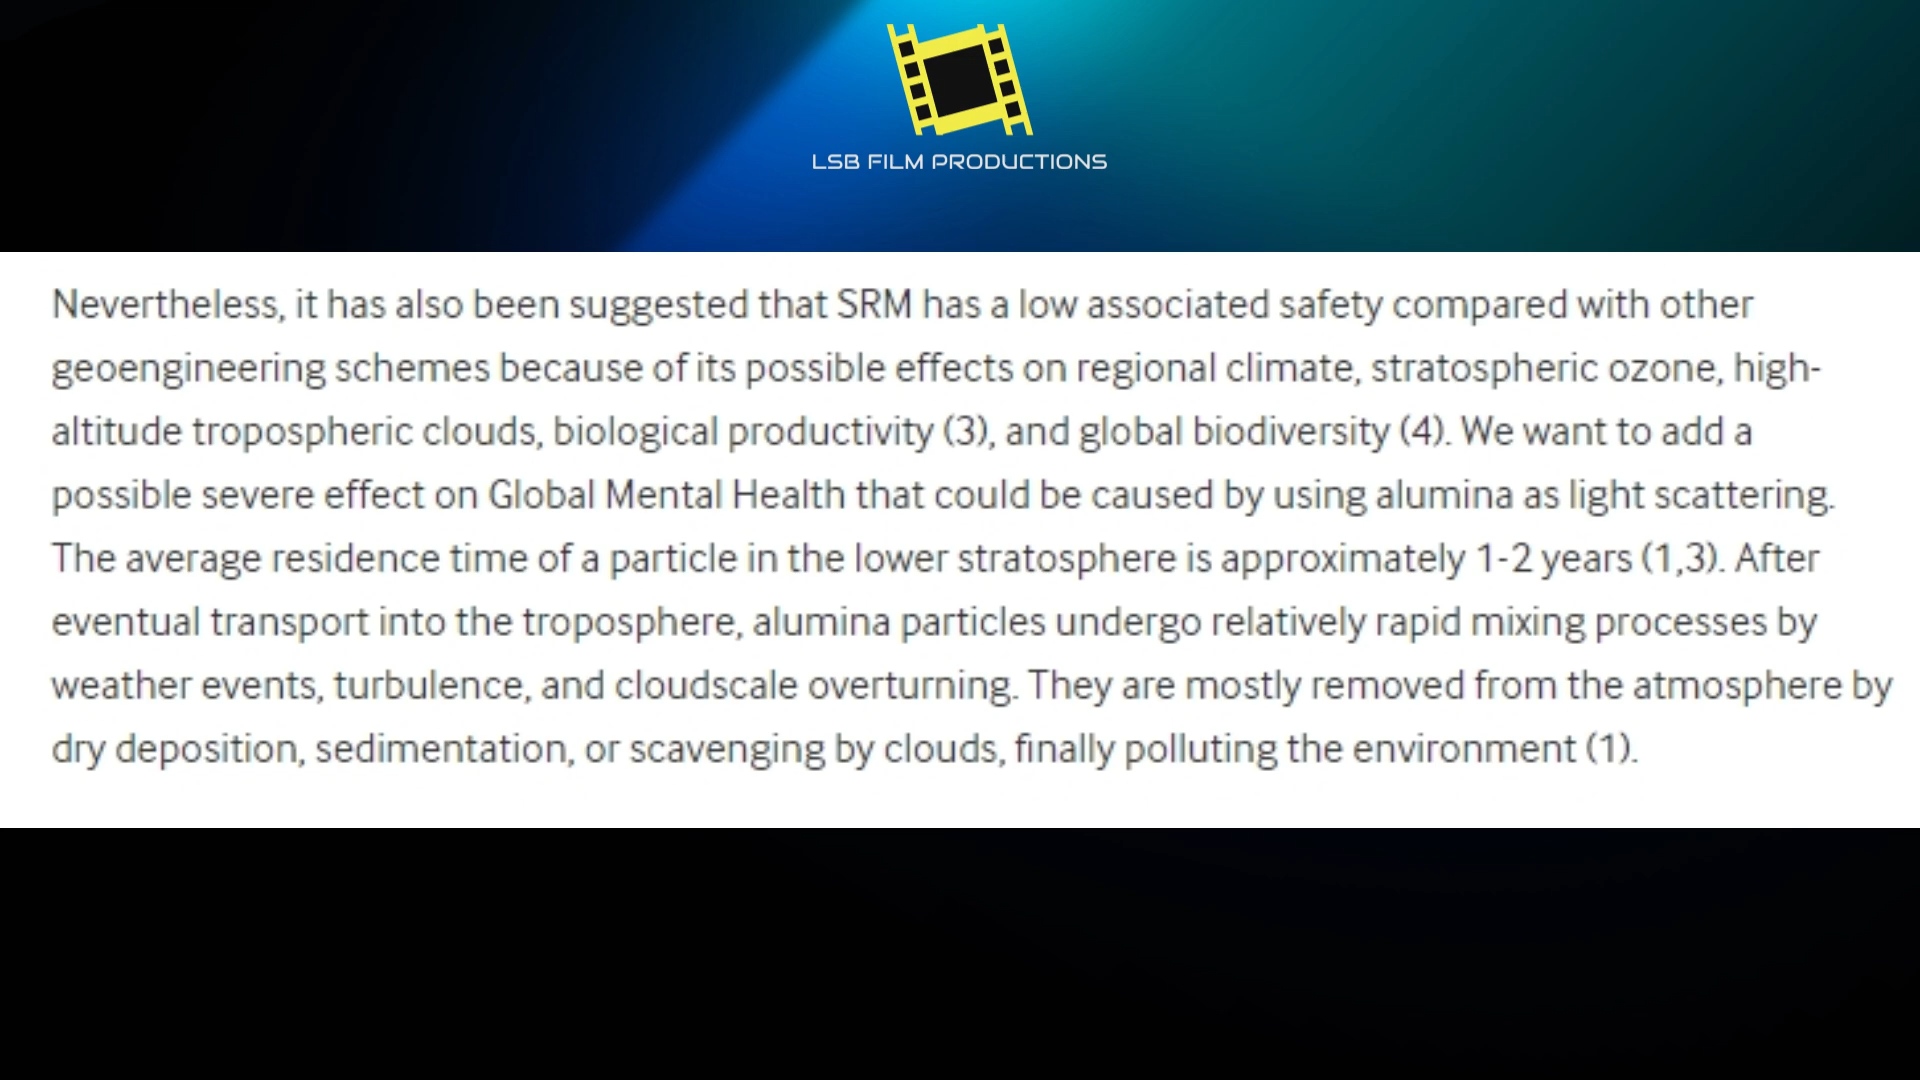 LSB FILM PRODUCTIONS
Nevertheless, it has also been suggested that SRM has a low associated safety compared with other
geoengineering schemes because of its possible effects on regional climate, stratospheric ozone, high-
altitude tropospheric clouds, biological productivity (3), and global biodiversity (4). We want to add a
possible severe effect on Global Mental Health that could be caused by using alumina as light scattering.
The average residence time of a particle in the lower stratosphere is approximately 1-2 years (1,3). After
eventual transport into the troposphere, alumina particles undergo relatively rapid mixing processes by
weather events, turbulence, and cloudscale overturning. They are mostly removed from the atmosphere by
dry deposition, sedimentation, or scavenging by clouds, finally polluting the environment (1).